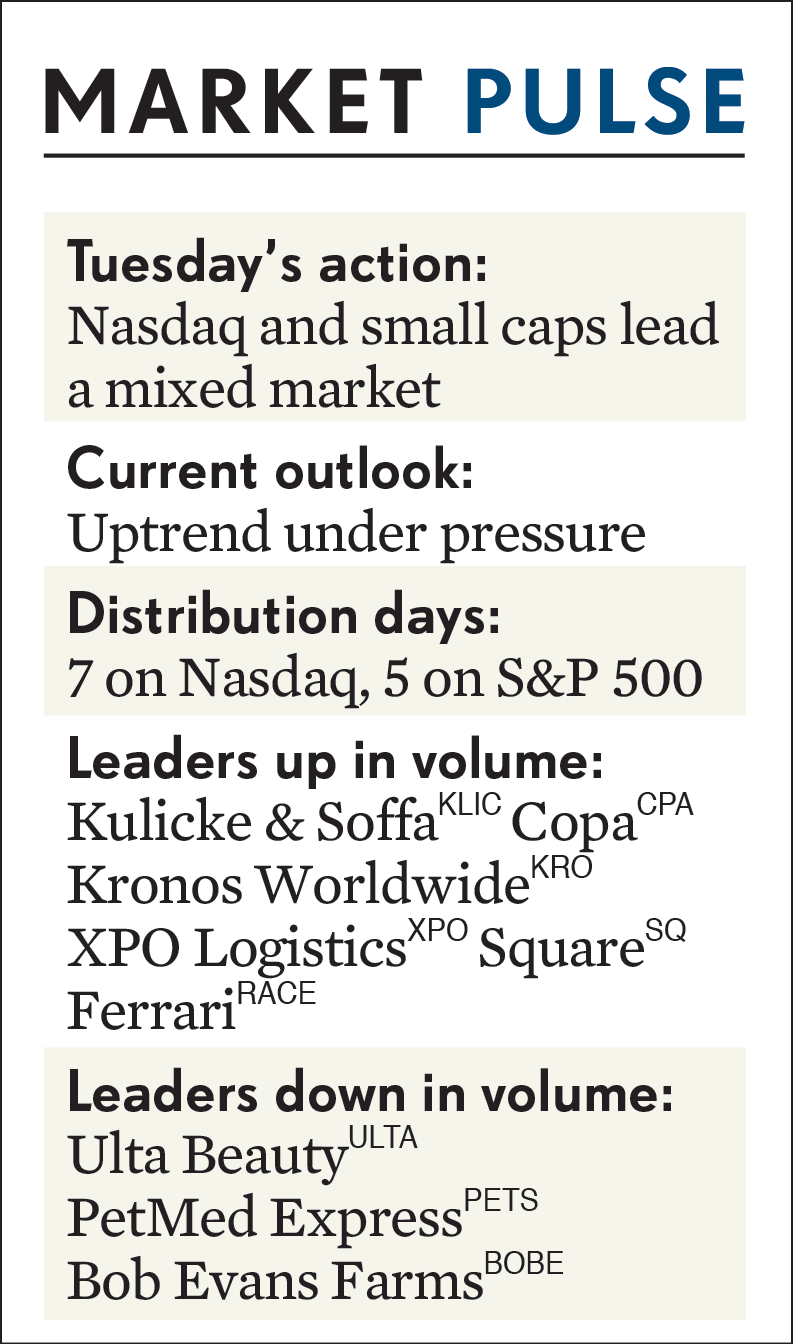 MARKET PULSE
Tuesday’s action:
Nasdaq and small caps lead
a mixed market
Current outlook:
Uptrend under pressure
Distribution days:
7 on Nasdaq, 5 on S&P 500
Leaders up in volume:
Kulicke & Soffa KLIC Copa CPA
Kronos Worldwide KRO
XPO Logistics XPO Square SQ
Ferrari RACE
Leaders down in volume:
Ulta Beauty ULTA
PetMed Express PETS
Bob Evans Farms BOBE